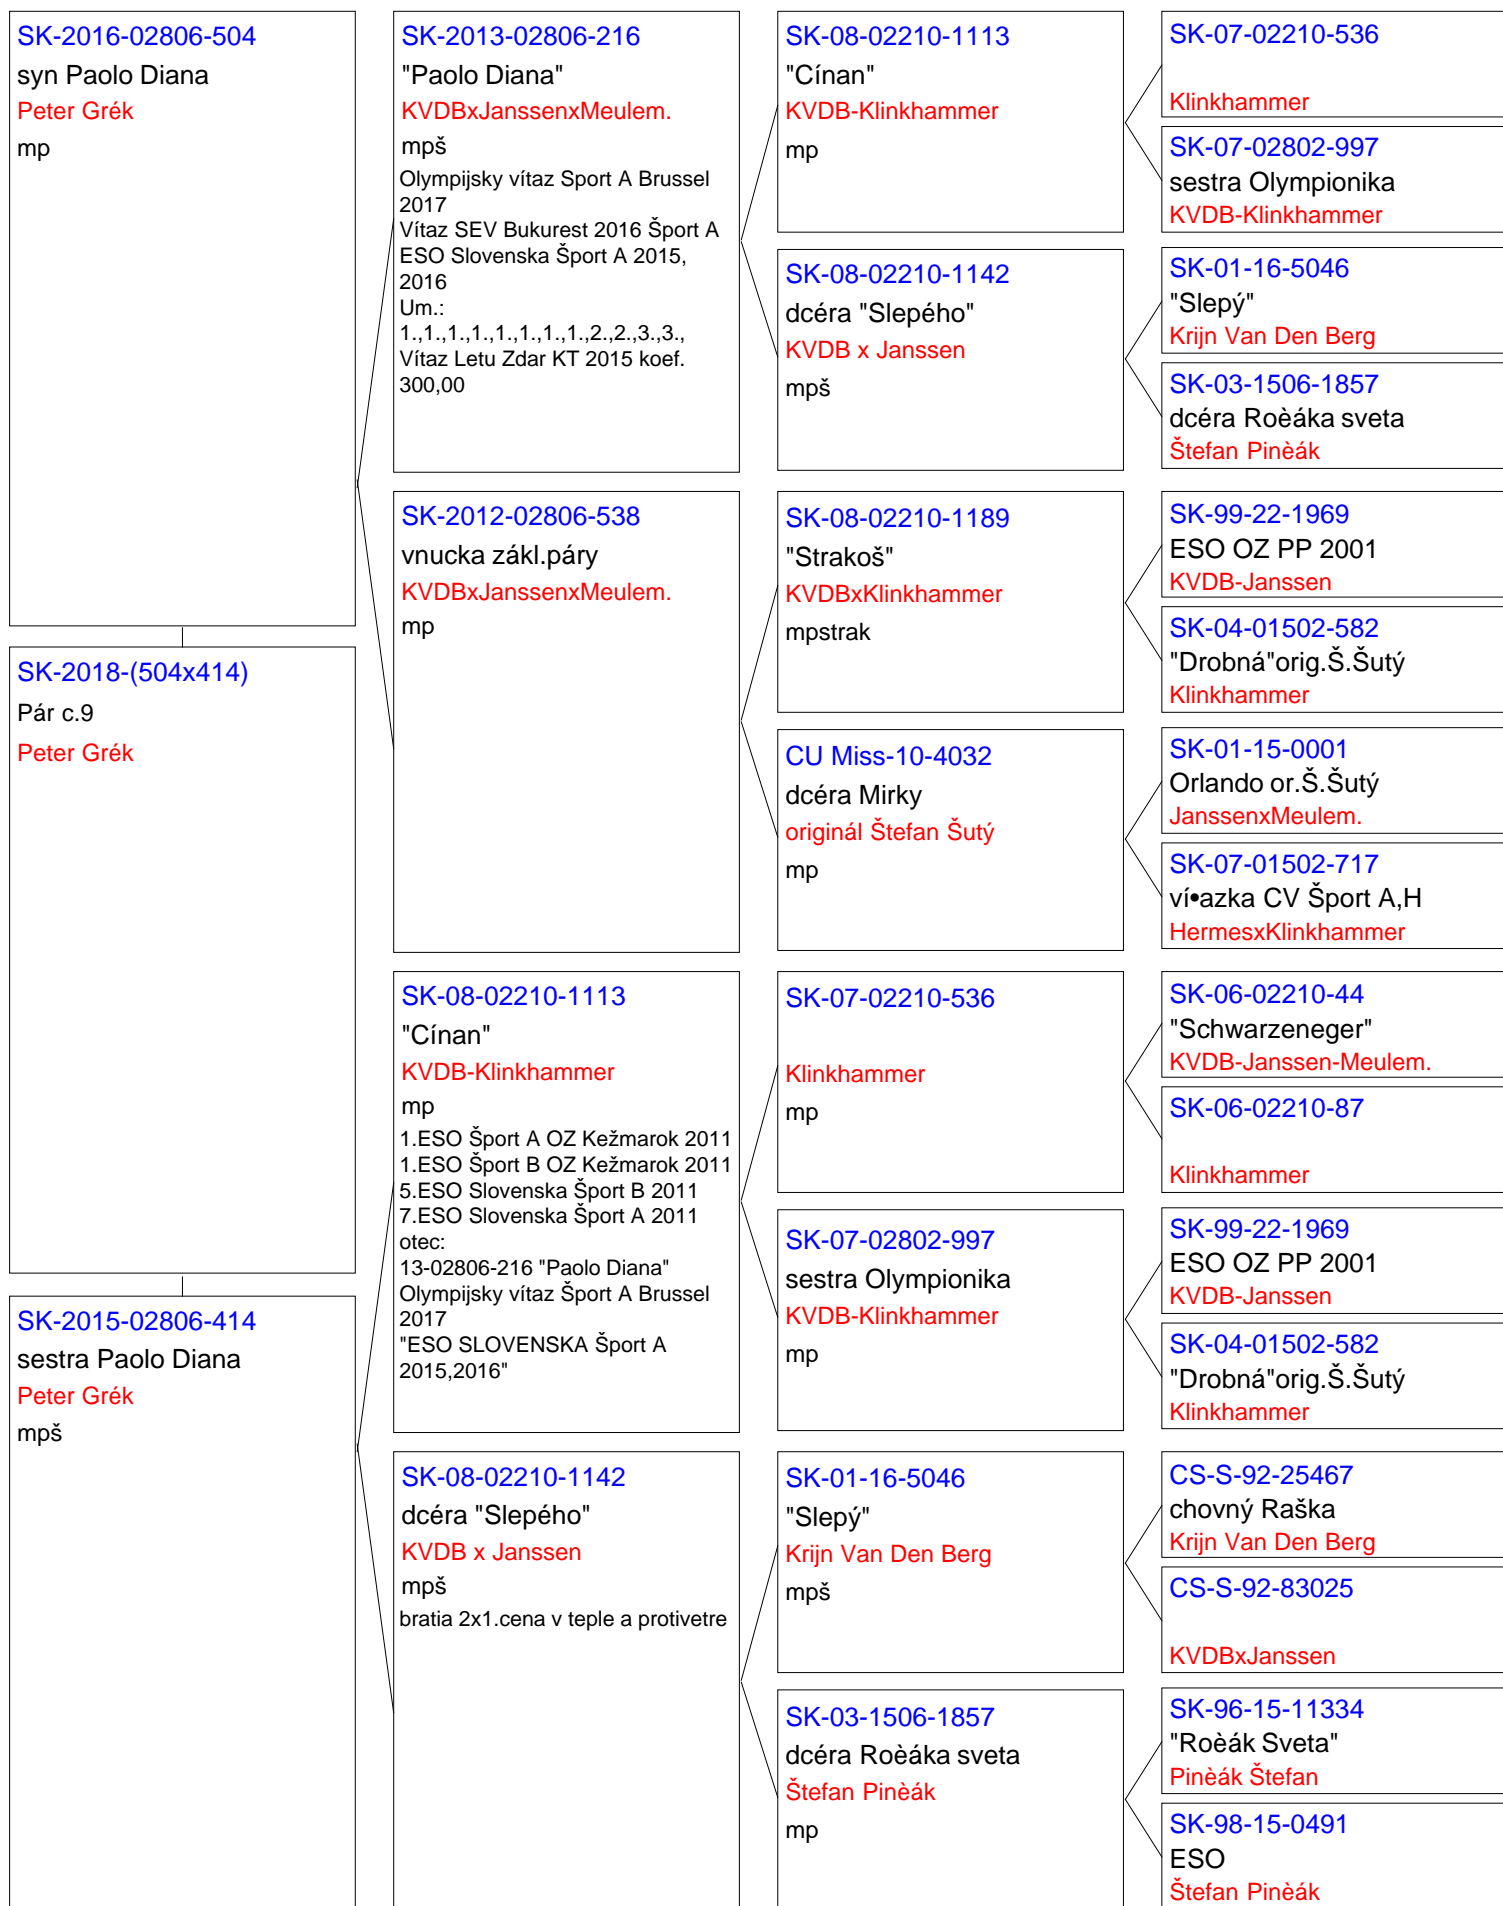 SK-2016-02806-504
syn Paolo Diana
Peter Grék
mp
SK-2018-(504x414)
Pár c.9
Peter Grék
SK-2015-02806-414
sestra Paolo Diana
Peter Grék
mpš
SK-2013-02806-216
"Paolo Diana"
KVDBxJanssenxMeulem.
mpš
Olympijsky vítaz Sport A Brussel
2017
Vítaz SEV Bukurest 2016 Šport A
ESO Slovenska Šport A 2015,
2016
Um.:
1.,1.,1.,1.,1.,1.,1.,1.,2.,2.,3.,3.,
Vítaz Letu Zdar KT 2015 koef.
300,00
SK-2012-02806-538
vnucka zákl.páry
KVDBxJanssenxMeulem.
mp
SK-08-02210-1113
"Cínan"
KVDB-Klinkhammer
mp
1.ESO Šport A OZ Kežmarok 2011
1.ESO Šport B OZ Kežmarok 2011
5.ESO Slovenska Šport B 2011
7.ESO Slovenska Šport A 2011
otec:
13-02806-216 "Paolo Diana"
Olympijsky vítaz Šport A Brussel
2017
"ESO SLOVENSKA Šport A
2015,2016"
SK-08-02210-1142
dcéra "Slepého"
KVDB x Janssen
mpš
bratia 2x1.cena v teple a protivetre
SK-08-02210-1113
"Cínan"
KVDB-Klinkhammer
mp
SK-08-02210-1142
dcéra "Slepého"
KVDB x Janssen
mpš
SK-08-02210-1189
"Strakoš"
KVDBxKlinkhammer
mpstrak
CU Miss-10-4032
dcéra Mirky
originál Štefan Šutý
mp
SK-07-02210-536
Klinkhammer
mp
SK-07-02802-997
sestra Olympionika
KVDB-Klinkhammer
mp
SK-01-16-5046
"Slepý"
Krijn Van Den Berg
mpš
SK-03-1506-1857
dcéra Roèáka sveta
Štefan Pinèák
mp
SK-07-02210-536
Klinkhammer
SK-07-02802-997
sestra Olympionika
KVDB-Klinkhammer
SK-01-16-5046
"Slepý"
Krijn Van Den Berg
SK-03-1506-1857
dcéra Roèáka sveta
Štefan Pinèák
SK-99-22-1969
ESO OZ PP 2001
KVDB-Janssen
SK-04-01502-582
"Drobná"orig.Š.Šutý
Klinkhammer
SK-01-15-0001
Orlando or.Š.Šutý
JanssenxMeulem.
SK-07-01502-717
ví•azka CV Šport A,H
HermesxKlinkhammer
SK-06-02210-44
"Schwarzeneger"
KVDB-Janssen-Meulem.
SK-06-02210-87
Klinkhammer
SK-99-22-1969
ESO OZ PP 2001
KVDB-Janssen
SK-04-01502-582
"Drobná"orig.Š.Šutý
Klinkhammer
CS-S-92-25467
chovný Raška
Krijn Van Den Berg
CS-S-92-83025
KVDBxJanssen
SK-96-15-11334
"Roèák Sveta"
Pinèák Štefan
SK-98-15-0491
ESO
Štefan Pinèák